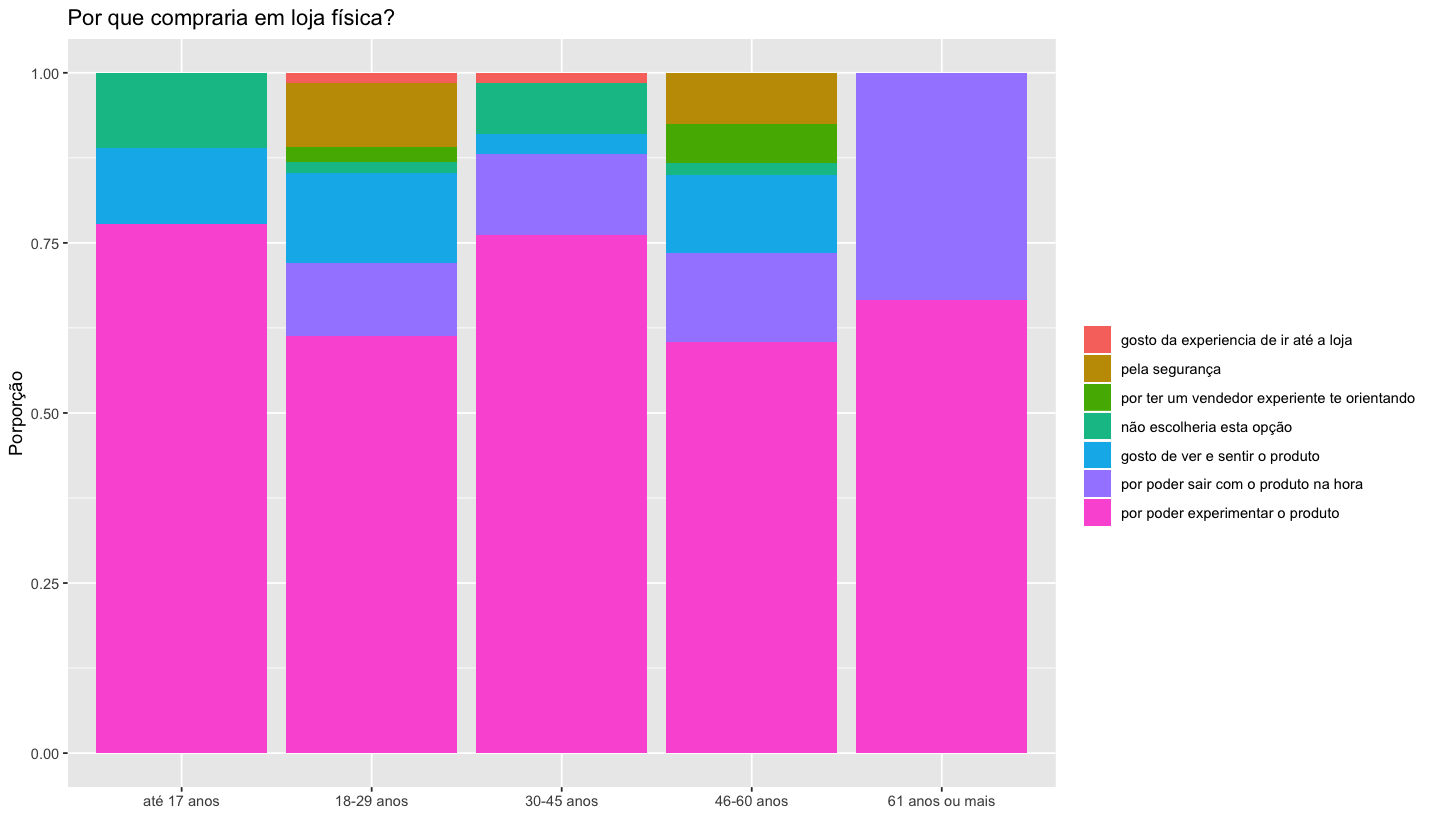 Por que compraria em loja física?
Porporção
1.00
0.75
0.50
0.25
0.00
até 17 anos
18-29 anos
30-45 anos
46-60 anos
61 anos ou mais
gosto da experiencia de ir até a loja
pela segurança
por ter um vendedor experiente te orientando
não escolheria esta opção
gosto de ver e sentir o produto
por poder sair com o produto na hora
por poder experimentar o produto